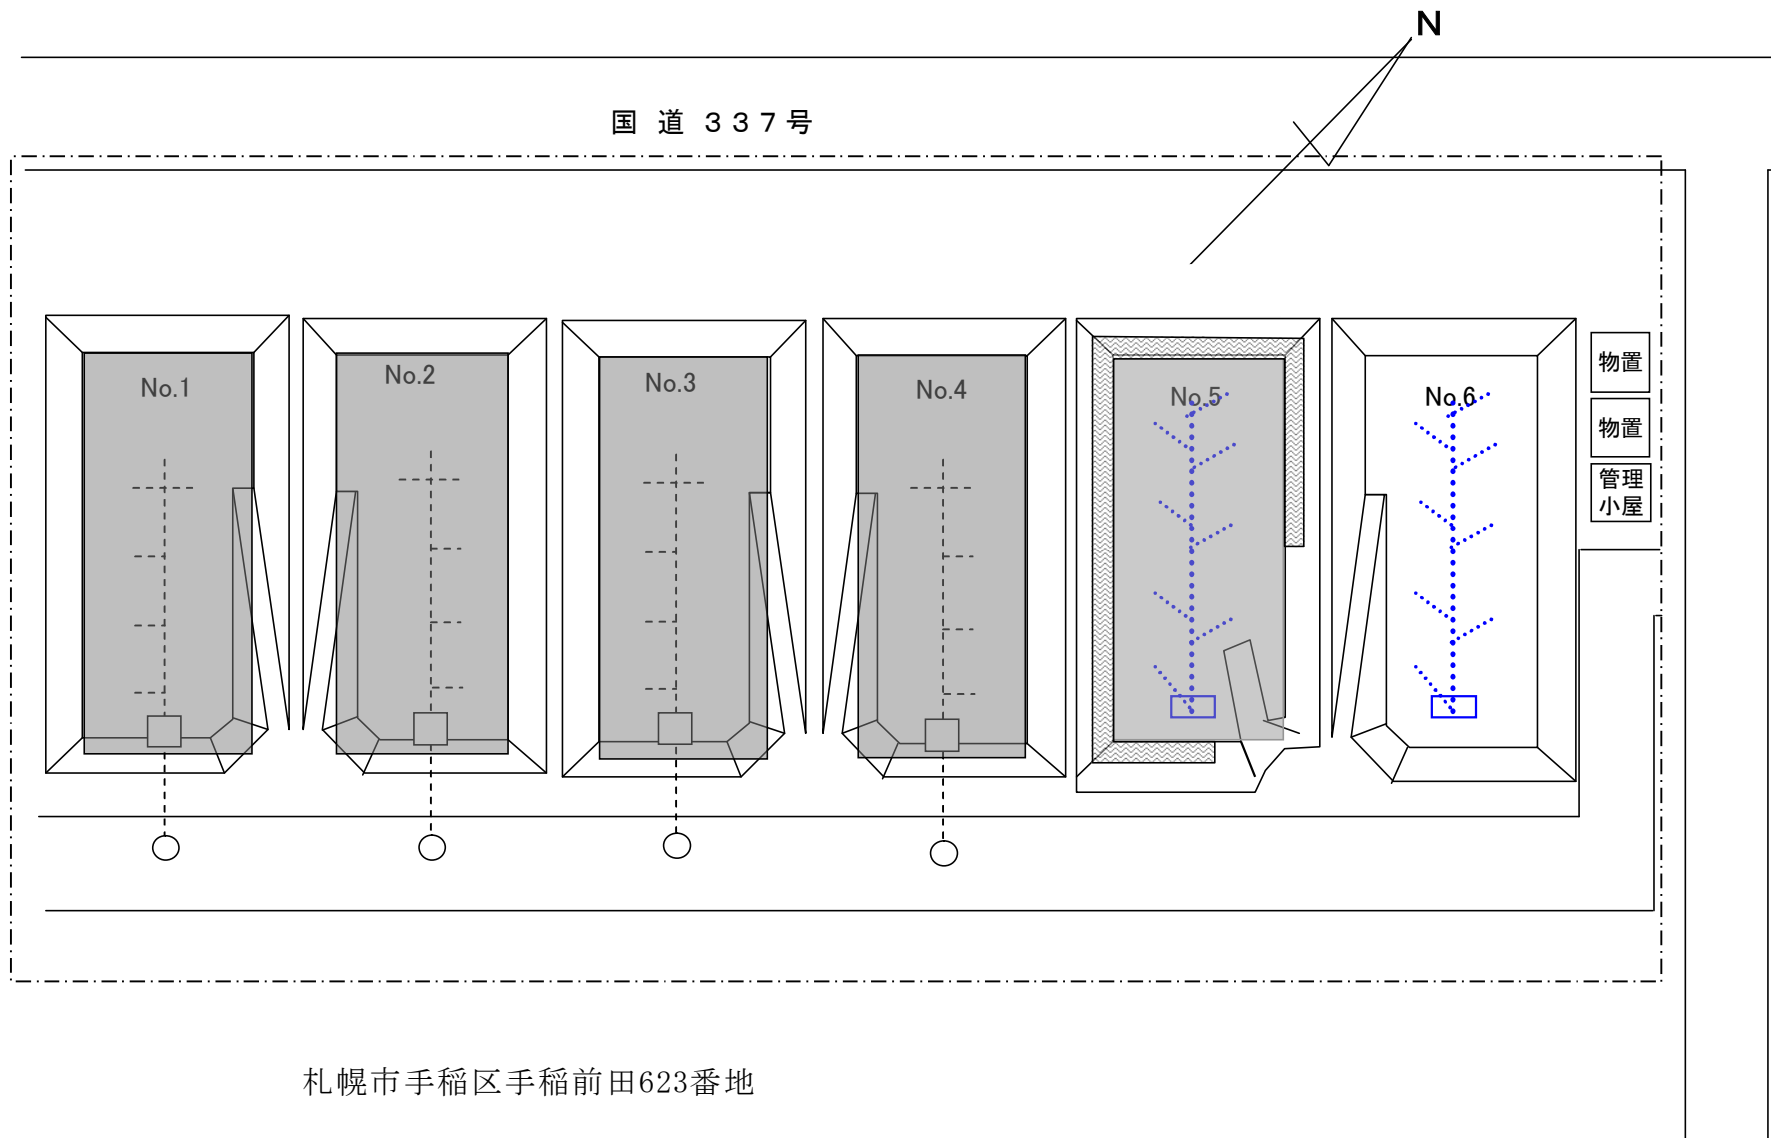 N
国 道 ３３７号
No.1
No.2
No.3
No.4
No.5
No.6
物置
物置
管理
小屋
札幌市手稲区手稲前田623番地